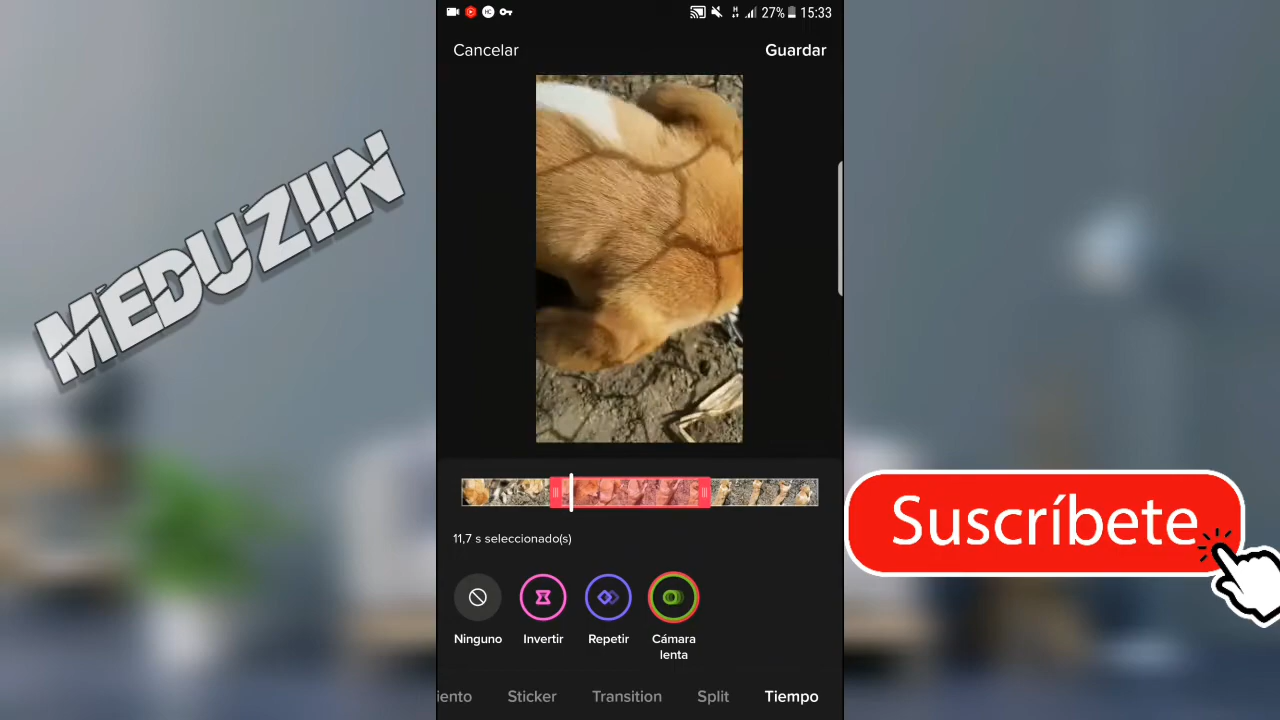 27% 15:33
Cancelar
Guardar
MEDUZIIN
11,7 s seleccionado(s)
Ninguno
Invertir
Repetir
Cámara
lenta
iento
Sticker
Transition
Split
Tiempo
Suscríbete